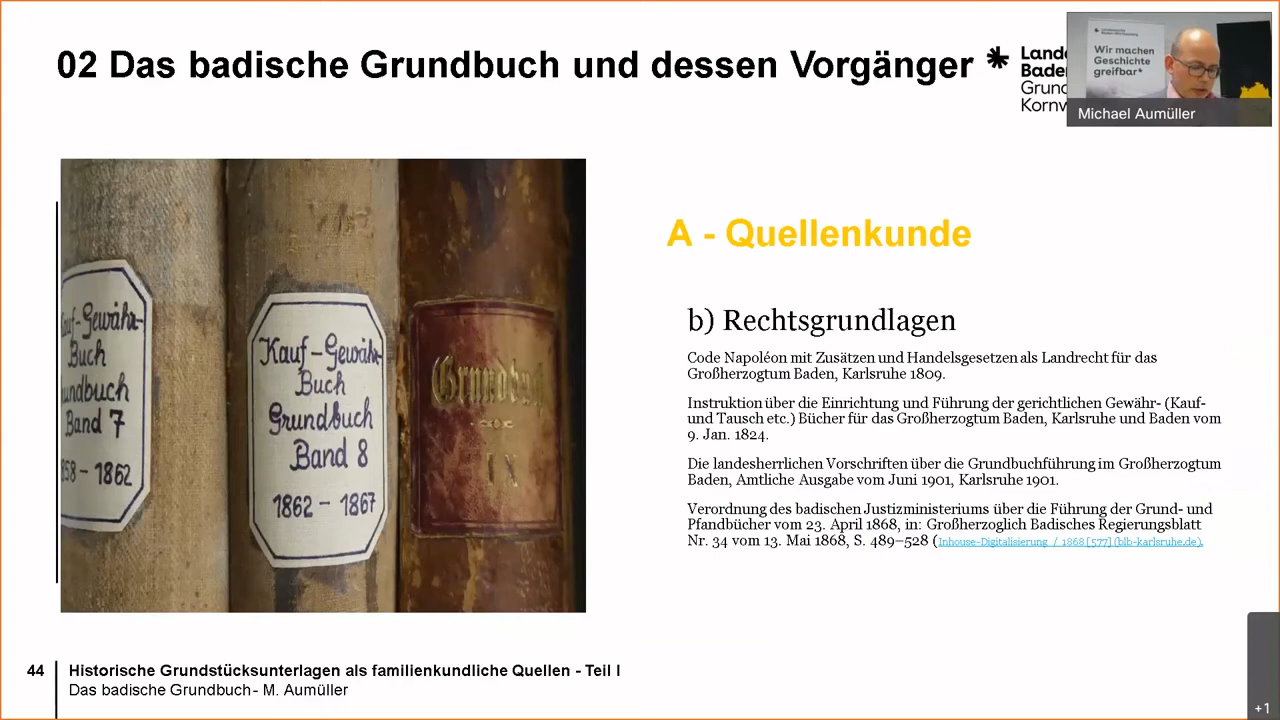 02 Das badische Grundbuch und dessen Vorgänger
Wir machen
Geschichte
greifbar*
Michael Aumüller
A - Quellenkunde
b) Rechtsgrundlagen
Code Napoléon mit Zusätzen und Handelsgesetzen als Landrecht für das
Großherzogtum Baden, Karlsruhe 1809.
Instruktion über die Einrichtung und Führung der gerichtlichen Gewähr- (Kauf-
und Tausch etc.) Bücher für das Großherzogtum Baden, Karlsruhe und Baden vom
9. Jan. 1824.
Die landesherrlichen Vorschriften über die Grundbuchführung im Großherzogtum
Baden, Amtliche Ausgabe vom Juni 1901, Karlsruhe 1901.
Verordnung des badischen Justizministeriums über die Führung der Grund- und
Pfandbücher vom 23. April 1868, in: Großherzoglich Badisches Regierungsblatt
Nr. 34 vom 13. Mai 1868, S. 489–528 (Inhouse-Digitalisierung / 1868 [577] (blb-karlsruhe.de).
Buch
Band 7
1862
Kauf-Gewähr-
Buch
Grundbuch
Band 8
1862 - 1867
Grundbuch
IX
44
Historische Grundstücksunterlagen als familienkundliche Quellen - Teil I
Das badische Grundbuch - M. Aumüller
+1